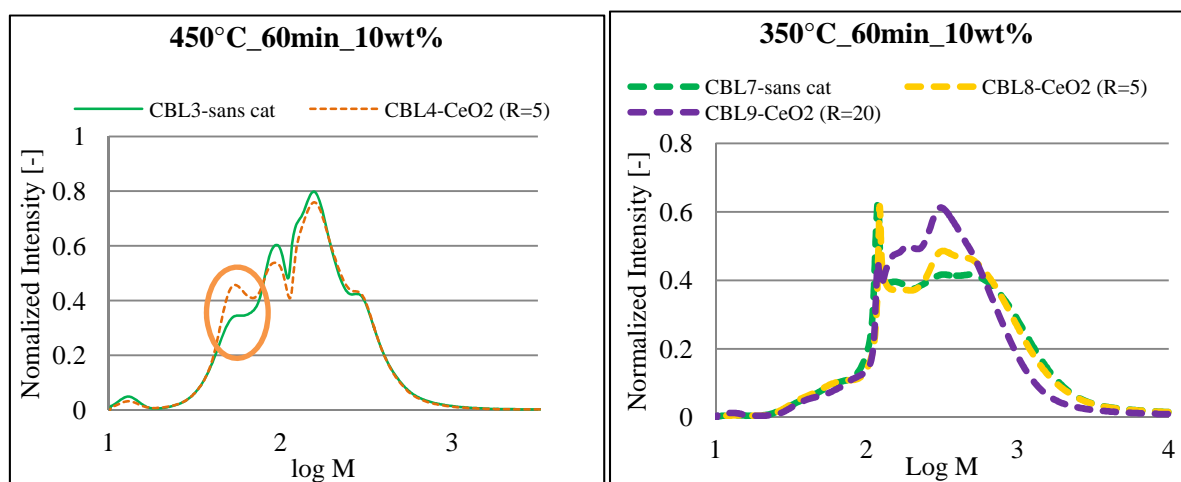 450°C_60min_10wt%
CBL3-sans cat
CBL4-CeO2 (R=5)
Nomalized Intensity [-]
1
0.8
0.6
0.4
0.2
0
1
2
3
log M
350°C_60min_10wt%
CBL7-sans cat
CBL8-CeO2 (R=5)
CBL9-CeO2 (R=20)
Normalized Intensity [-]
0.8
0.6
0.4
0.2
0
1
2
3
4
Log M